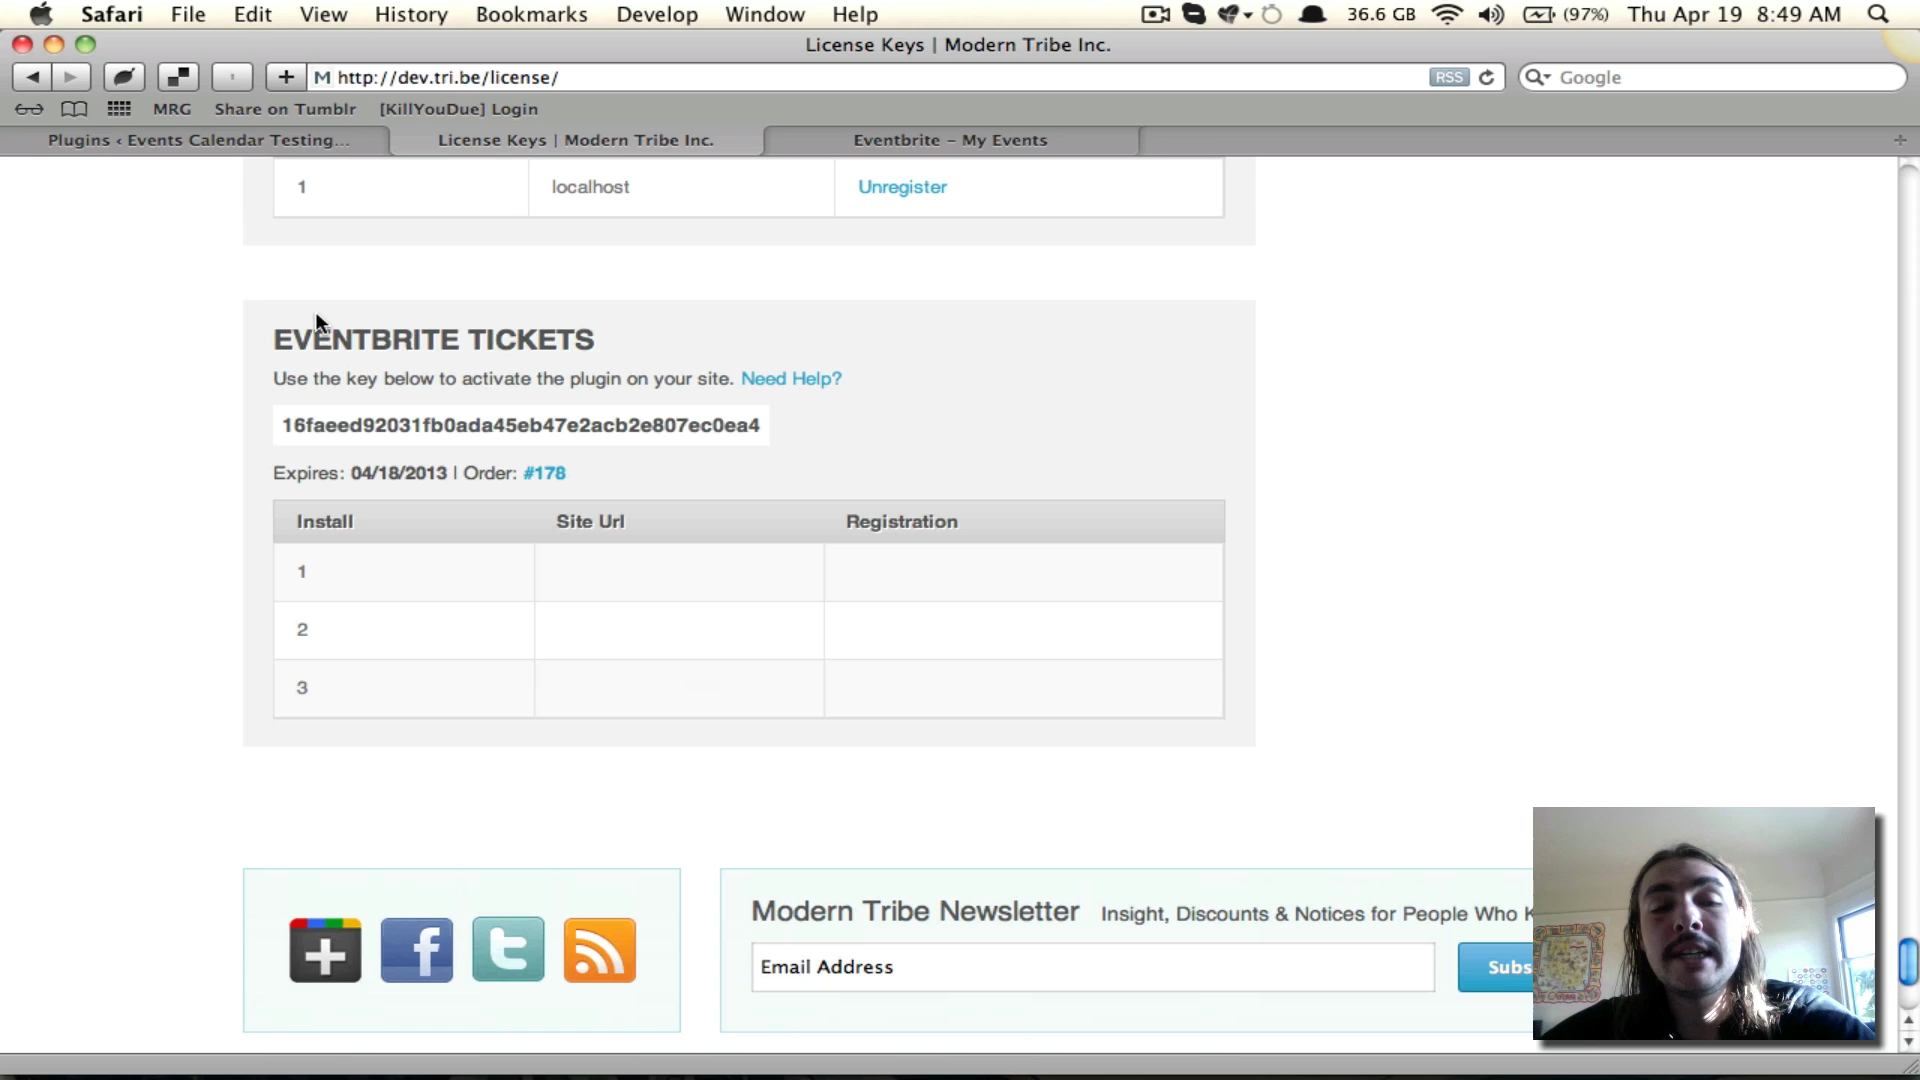 Safari File Edit View History Bookmarks Develop Window Help 36.6 GB (97%) Thu Apr 19 8:49 AM
License Keys | Modern Tribe Inc.
http://dev.tri.be/license/ RSS Google
MRG Share on Tumblr [KillYouDue] Login
Plugins ‹ Events Calendar Testing... License Keys | Modern Tribe Inc. Eventbrite – My Events
1 localhost Unregister
EVENTBRITE TICKETS
Use the key below to activate the plugin on your site. Need Help?
16faeed92031fb0ada45eb47e2acb2e807ec0ea4
Expires: 04/18/2013 | Order: #178
Install Site Url Registration
1
2
3
Modern Tribe Newsletter Insight, Discounts & Notices for People Who K
Email Address Subs